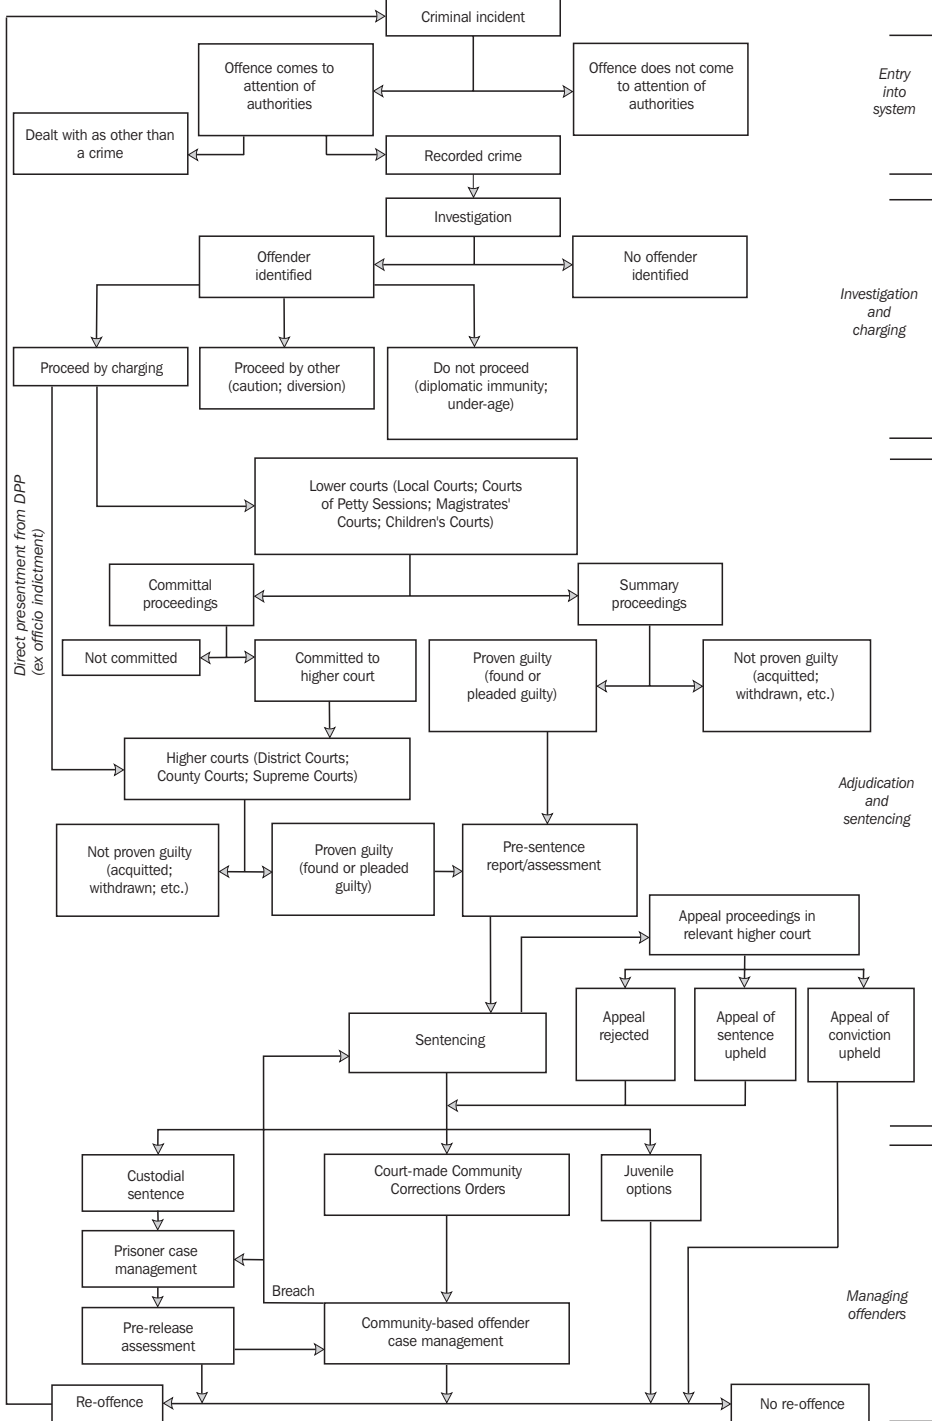 Criminal incident
Offence comes to
attention of
authorities
Offence does not come
to attention of
authorities
Entry
into
system
Dealt with as other than
a crime
Recorded crime
Investigation
Offender
identified
No offender
identified
Investigation
and
charging
Proceed by charging
Proceed by other
(caution; diversion)
Do not proceed
(diplomatic immunity;
under-age)
Direct presentment from DPP
(ex officio indictment)
Lower courts (Local Courts; Courts
of Petty Sessions; Magistrates'
Courts; Children's Courts)
Committal
proceedings
Summary
proceedings
Not committed
Committed to
higher court
Proven guilty
(found or
pleaded guilty)
Not proven guilty
(acquitted;
withdrawn, etc.)
Higher courts (District Courts;
County Courts; Supreme Courts)
Adjudication
and
sentencing
Not proven guilty
(acquitted;
withdrawn; etc.)
Proven guilty
(found or pleaded
guilty)
Pre-sentence
report/assessment
Appeal proceedings in
relevant higher court
Sentencing
Appeal
rejected
Appeal of
sentence
upheld
Appeal of
conviction
upheld
Custodial
sentence
Court-made Community
Corrections Orders
Juvenile
options
Prisoner case
management
Breach
Managing
offenders
Pre-release
assessment
Community-based offender
case management
Re-offence
No re-offence